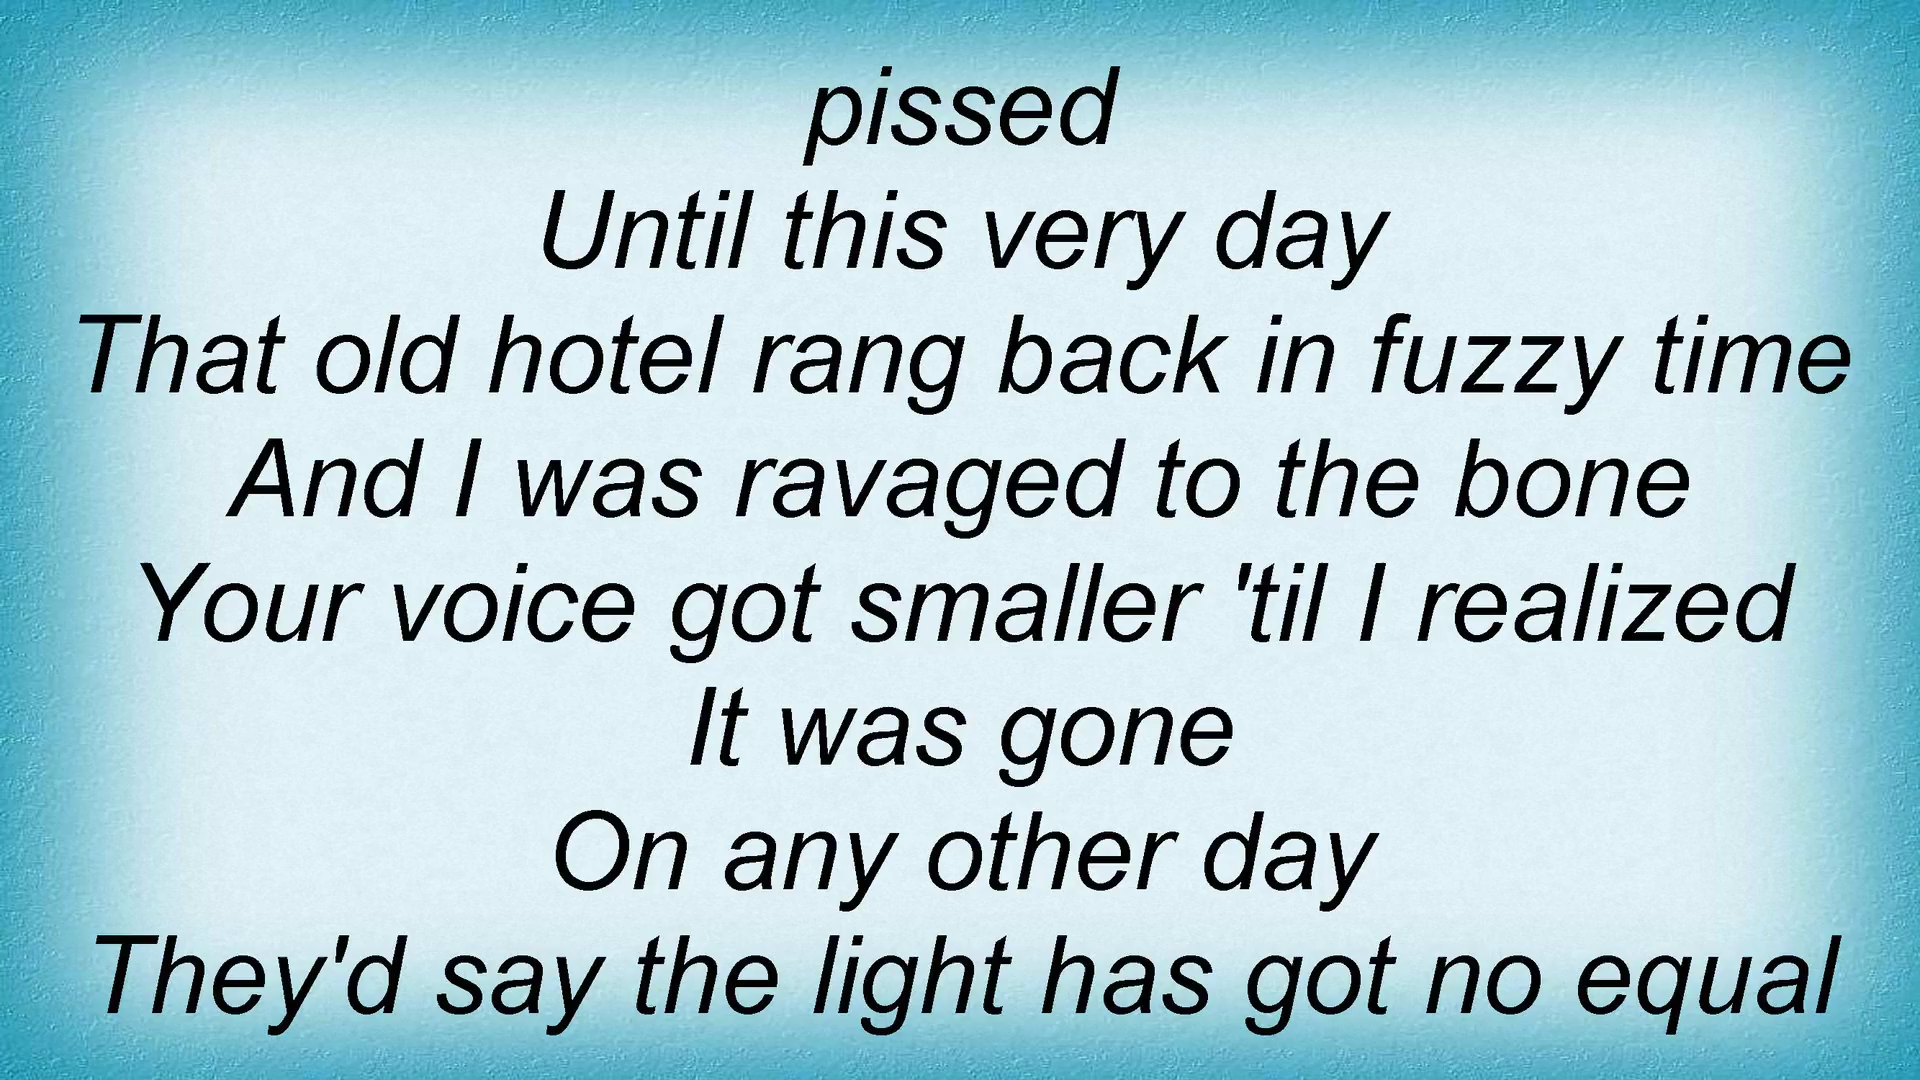 pissed
Until this very day
That old hotel rang back in fuzzy time
And I was ravaged to the bone
Your voice got smaller 'til I realized
It was gone
On any other day
They'd say the light has got no equal